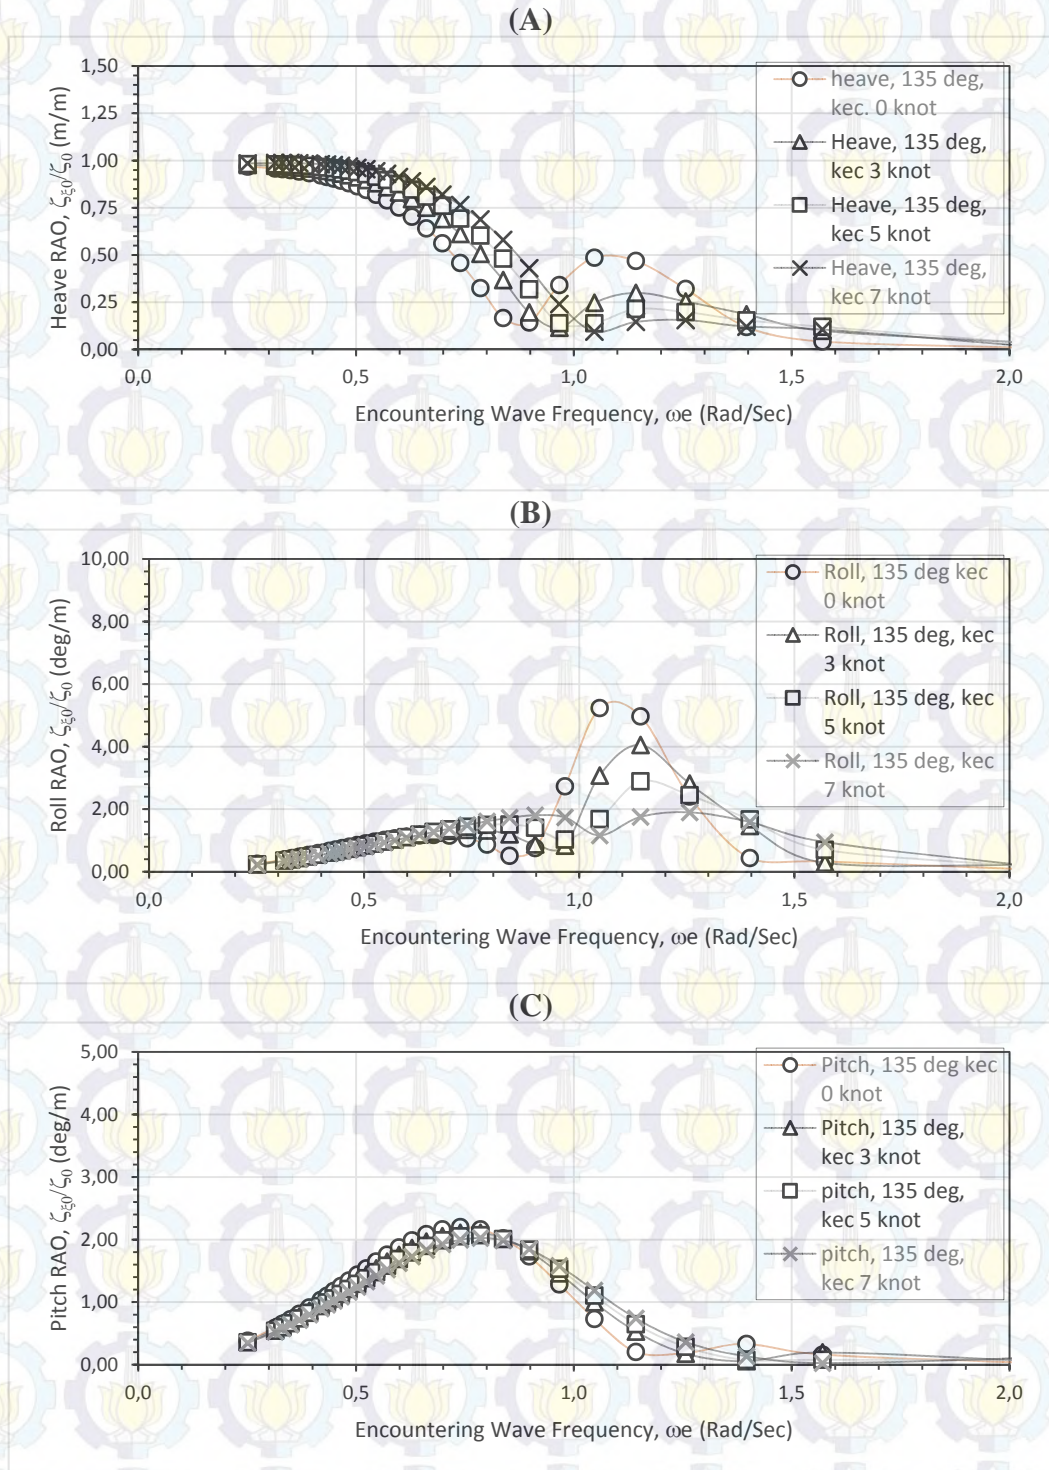 (A)
1,50
1,25
1,00
0,75
0,50
0,25
0,00
Heave RAO, ζξ0/ζ0 (m/m)
heave, 135 deg,
kec. 0 knot
Heave, 135 deg,
kec 3 knot
Heave, 135 deg,
kec 5 knot
Heave, 135 deg,
kec 7 knot
0,0 0,5 1,0 1,5 2,0
Encountering Wave Frequency, ωe (Rad/Sec)
(B)
10,00
8,00
6,00
4,00
2,00
0,00
Roll RAO, ζξ0/ζ0 (deg/m)
Roll, 135 deg kec
0 knot
Roll, 135 deg, kec
3 knot
Roll, 135 deg, kec
5 knot
Roll, 135 deg, kec
7 knot
0,0 0,5 1,0 1,5 2,0
Encountering Wave Frequency, ωe (Rad/Sec)
(C)
5,00
4,00
3,00
2,00
1,00
0,00
Pitch RAO, ζξ0/ζ0 (deg/m)
Pitch, 135 deg kec
0 knot
Pitch, 135 deg,
kec 3 knot
pitch, 135 deg,
kec 5 knot
pitch, 135 deg,
kec 7 knot
0,0 0,5 1,0 1,5 2,0
Encountering Wave Frequency, ωe (Rad/Sec)